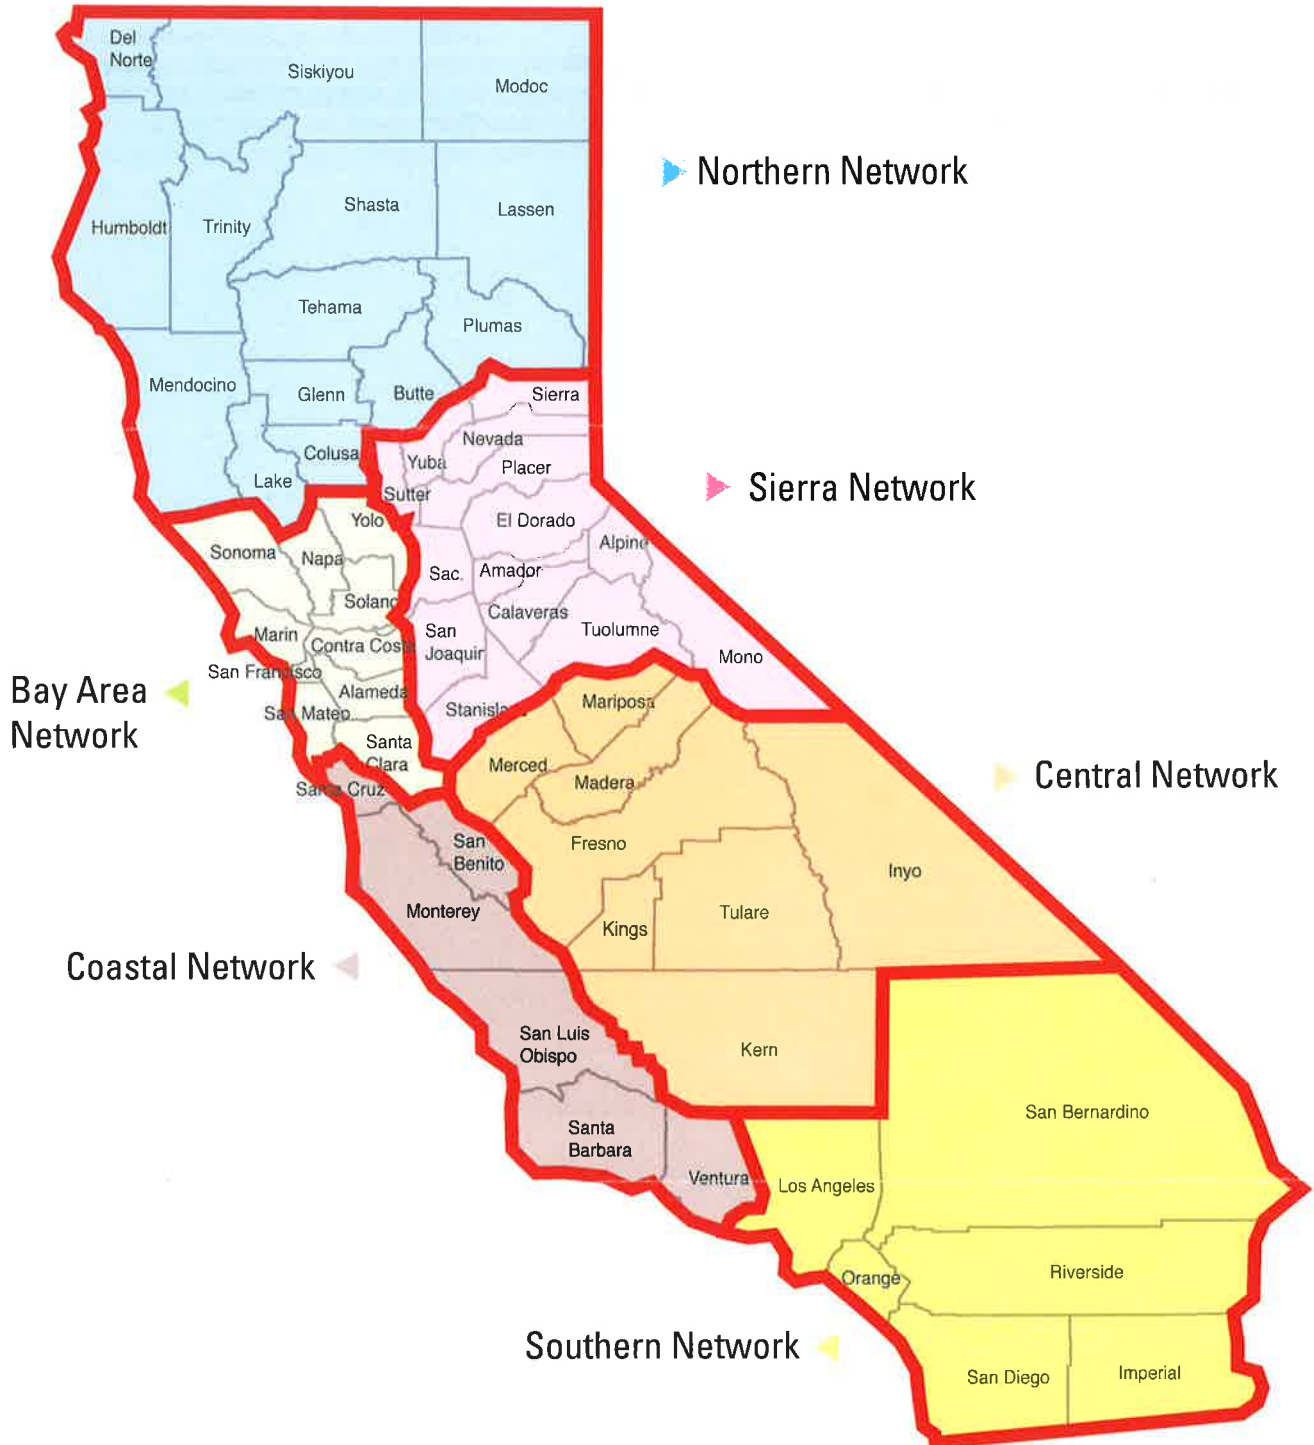 Del
Norte
Siskiyou
Modoc
Northern Network
Humboldt
Trinity
Shasta
Lassen
Tehama
Plumas
Mendocino
Glenn
Butte
Sierra
Nevada
Colusa
Yuba
Placer
Lake
Sutter
Sierra Network
Yolo
El Dorado
Sonoma
Napa
Alpine
Sac.
Amador
Solano
Calaveras
Marin
San
Joaquin
Tuolumne
Contra Costa
Mono
San Francisco
Bay Area
Network
Alameda
San Mateo
Stanisla
Mariposa
Santa
Clara
Merced
Madera
Central Network
Santa Cruz
San
Benito
Fresno
Inyo
Monterey
Kings
Tulare
Coastal Network
San Luis
Obispo
Kern
San Bernardino
Santa
Barbara
Ventura
Los Angeles
Orange
Riverside
Southern Network
San Diego
Imperial